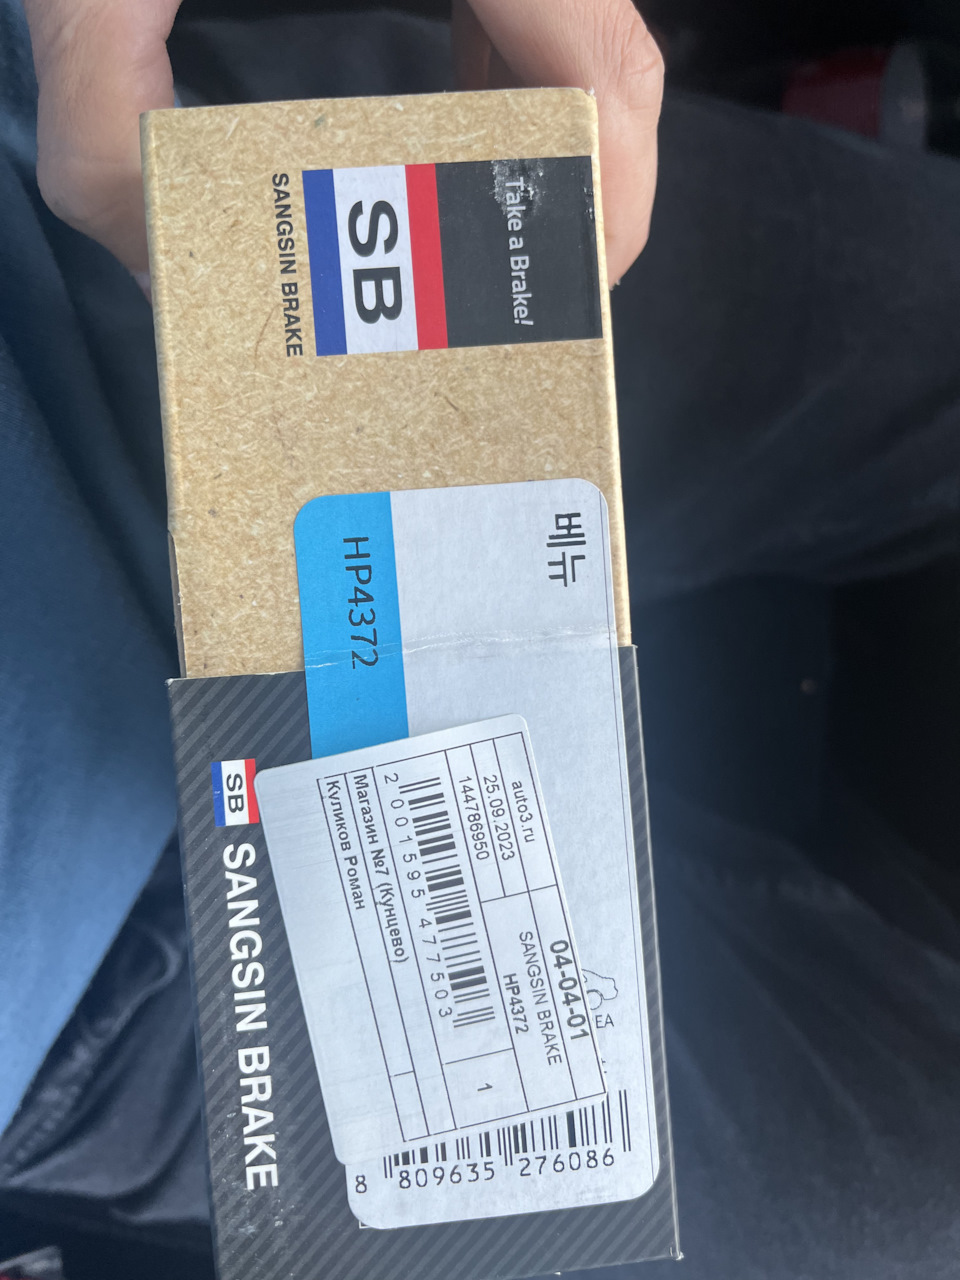 Take a Brake!
SB
SANGSIN BRAKE
베뉴
HP4372
auto3.ru
25.09.2023
144786950
04-04-01
SANGSIN BRAKE
HP4372
1
2001595477503
Магазин №7 (Кунцево)
Куликов Роман
EA
8 809635 276086
SB SANGSIN BRAKE